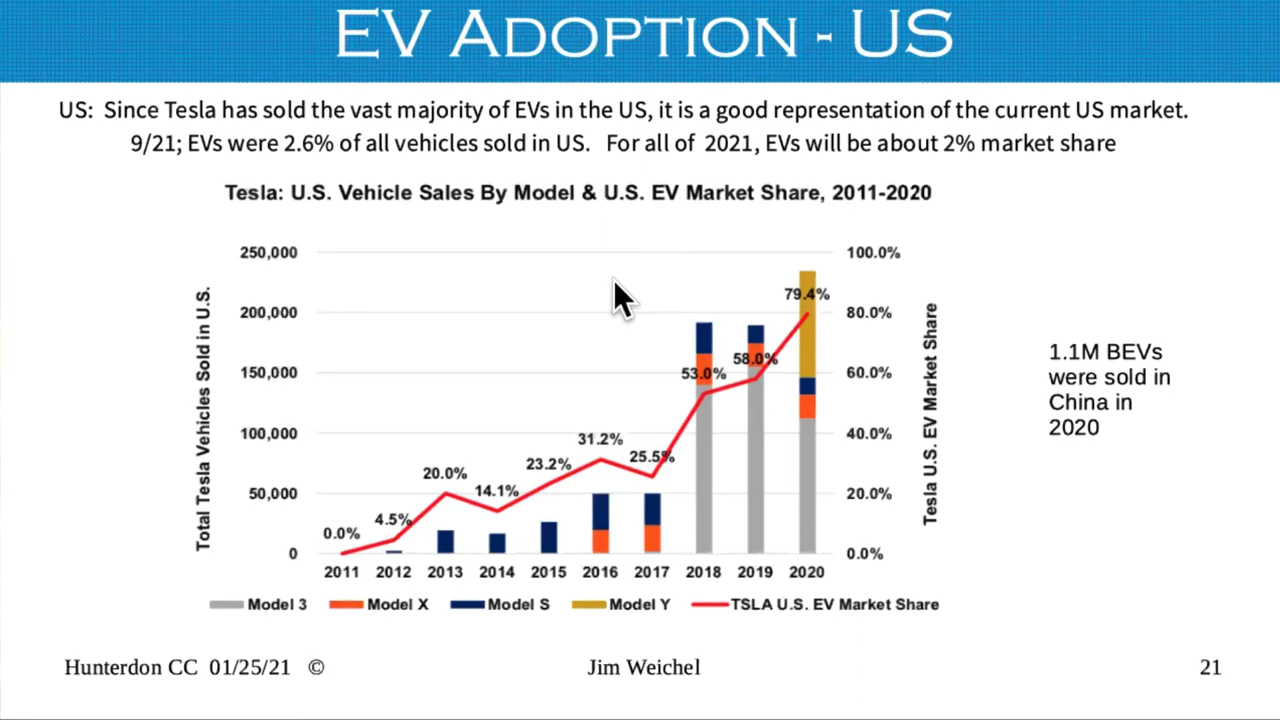 EV ADOPTION - US
US:  Since Tesla has sold the vast majority of EVs in the US, it is a good representation of the current US market.
9/21; EVs were 2.6% of all vehicles sold in US.   For all of  2021, EVs will be about 2% market share
Tesla: U.S. Vehicle Sales By Model & U.S. EV Market Share, 2011-2020
Total Tesla Vehicles Sold in U.S.
250,000
200,000
150,000
100,000
50,000
0
0.0%
4.5%
20.0%
14.1%
23.2%
31.2%
25.5%
53.0%
58.0%
79.4%
100.0%
80.0%
60.0%
40.0%
20.0%
0.0%
Tesla U.S. EV Market Share
2011 2012 2013 2014 2015 2016 2017 2018 2019 2020
Model 3 Model X Model S Model Y TSLA U.S. EV Market Share
1.1M BEVs
were sold in
China in
2020
Hunterdon CC  01/25/21   © Jim Weichel 21